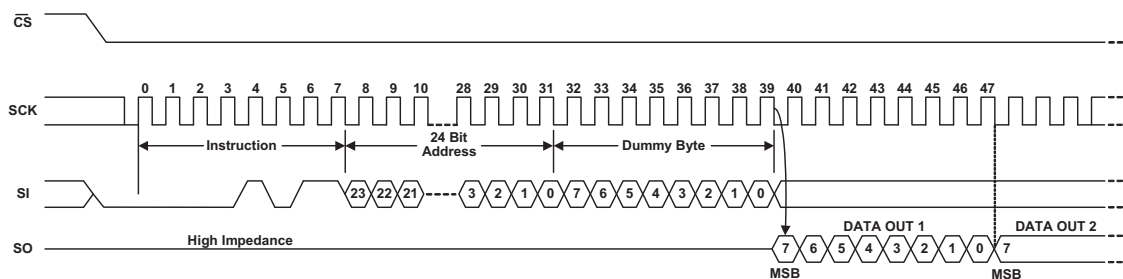 CS
SCK
0 1 2 3 4 5 6 7 8 9 10 28 29 30 31 32 33 34 35 36 37 38 39 40 41 42 43 44 45 46 47
Instruction
24 Bit
Address
Dummy Byte
SI
23 22 21 3 2 1 0 7 6 5 4 3 2 1 0
SO
High Impedance
DATA OUT 1
DATA OUT 2
7 6 5 4 3 2 1 0 7
MSB
MSB